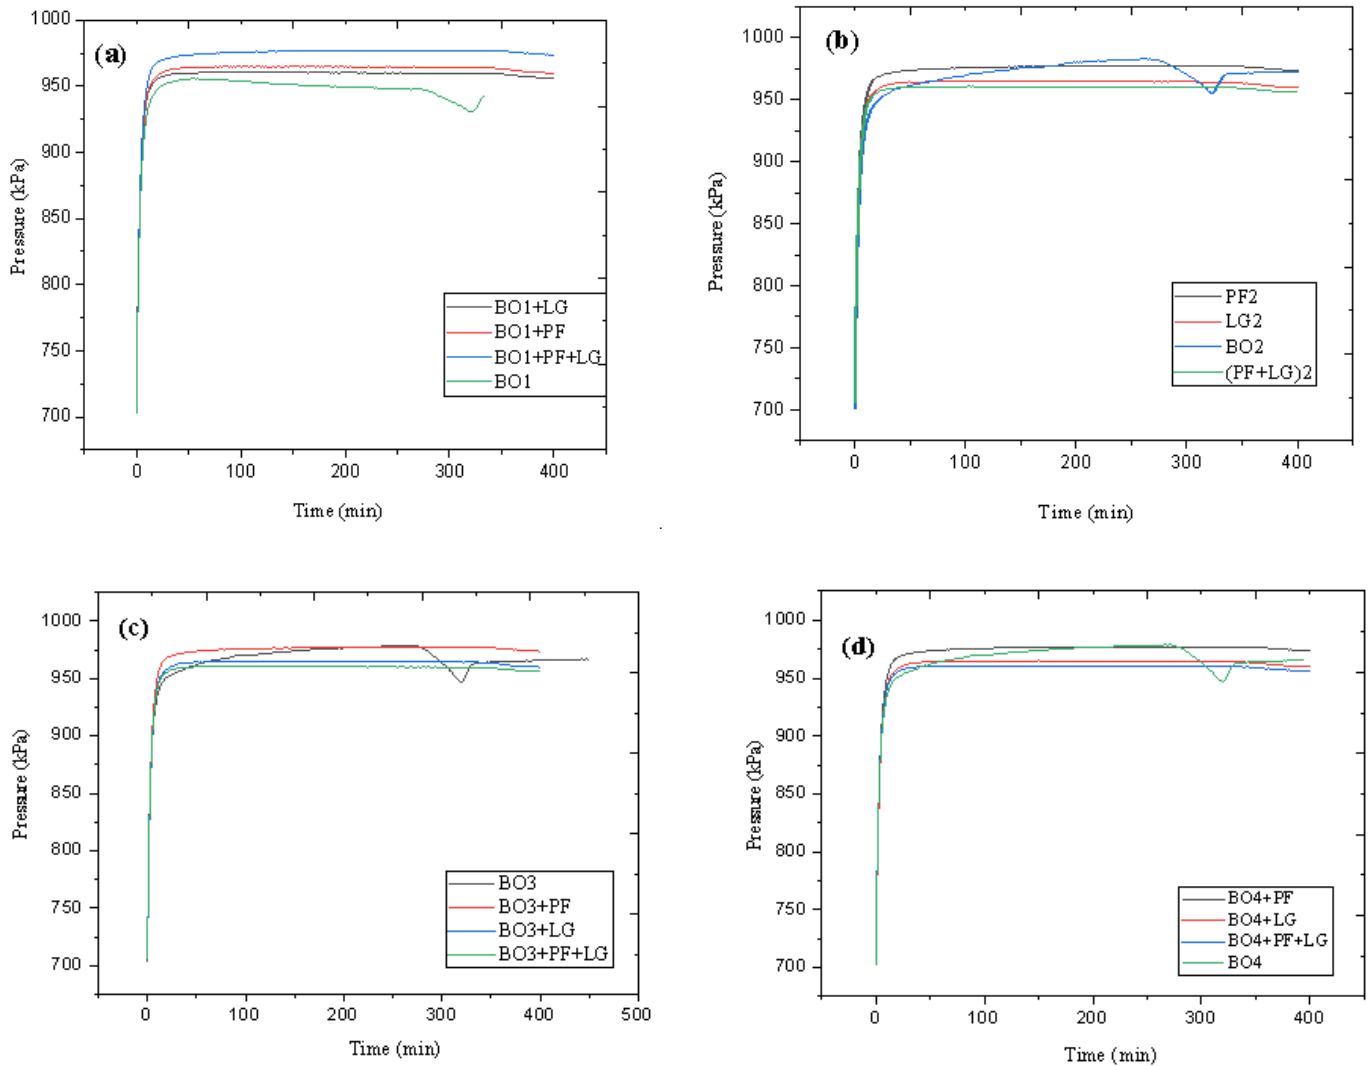 (a)
1000
950
900
850
800
750
700
Pressure (kPa)
BO1+LG
BO1+PF
BO1+PF+LG
BO1
0 100 200 300 400
Time (min)
(b)
1000
950
900
850
800
750
700
Pressure (kPa)
PF2
LG2
BO2
(PF+LG)2
0 100 200 300 400
Time (min)
(c)
1000
950
900
850
800
750
700
Pressure (kPa)
BO3
BO3+PF
BO3+LG
BO3+PF+LG
0 100 200 300 400 500
Time (min)
(d)
1000
950
900
850
800
750
700
Pressure (kPa)
BO4+PF
BO4+LG
BO4+PF+LG
BO4
0 100 200 300 400
Time (min)